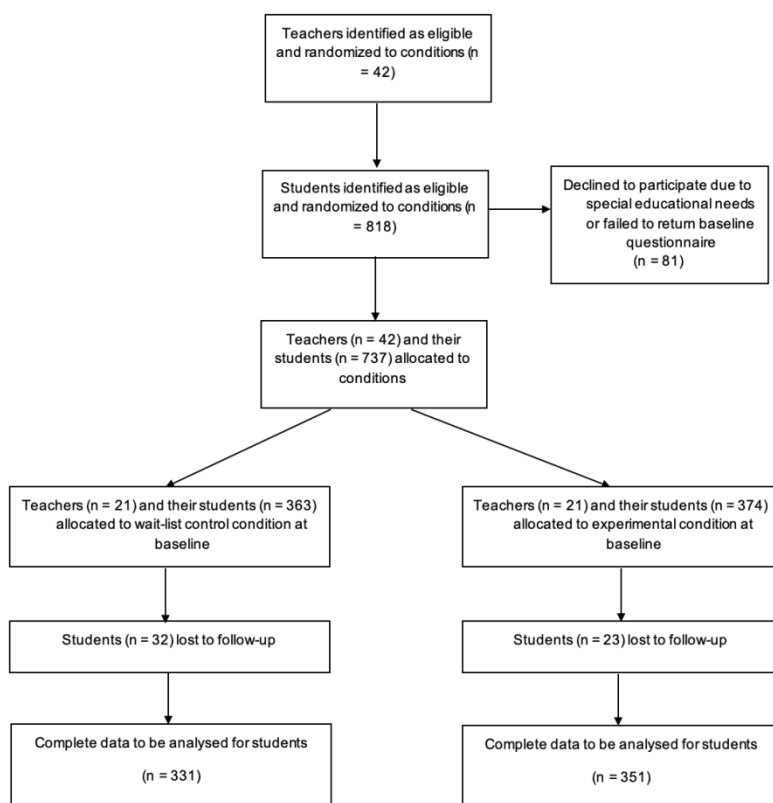 Teachers identified as eligible
and randomized to conditions (n
= 42)
Students identified as eligible
and randomized to conditions (n
= 818)
Declined to participate due to
special educational needs
or failed to return baseline
questionnaire
(n = 81)
Teachers (n = 42) and their
students (n = 737) allocated to
conditions
Teachers (n = 21) and their students (n = 363)
allocated to wait-list control condition at
baseline
Teachers (n = 21) and their students (n = 374)
allocated to experimental condition at
baseline
Students (n = 32) lost to follow-up
Students (n = 23) lost to follow-up
Complete data to be analysed for students
(n = 331)
Complete data to be analysed for students
(n = 351)